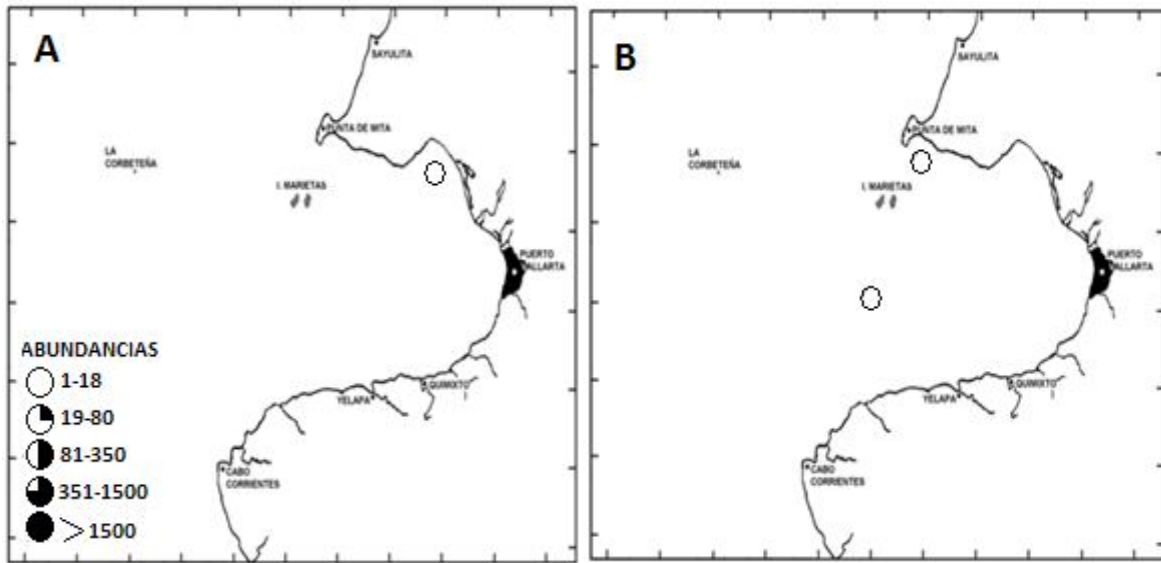 A
SAYULITA
PUNTA DE MITA
LA
CORBETEÑA
I. MARIETAS
PUERTO
VALLARTA
ABUNDANCIAS
1-18
19-80
81-350
351-1500
>1500
QUIMIXTO
YELAPA
CABO
CORRIENTES
B
SAYULITA
PUNTA DE MITA
LA
CORBETEÑA
I. MARIETAS
PUERTO
VALLARTA
QUIMIXTO
YELAPA
CABO
CORRIENTES